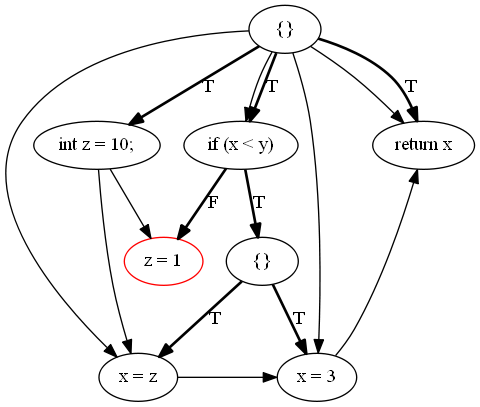 {}
T
T
T
int z = 10;
if (x < y)
return x
F
T
z = 1
{}
T
T
x = z
x = 3